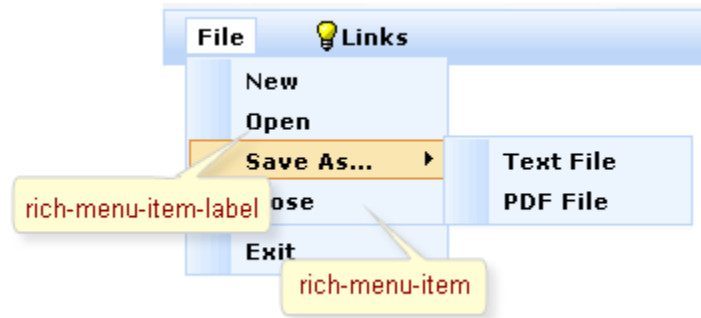 File Links
New
Open
Save As... Text File
rich-menu-item-label ose PDF File
Exit
rich-menu-item